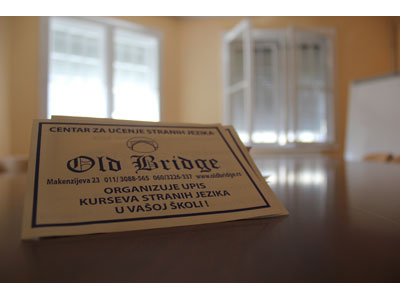 CENTAR ZA UČENJE STRANIH JEZIKA
Old Bridge
Makenzijeva 23 011/ 3088-565 060/3226-337 www.oldbridge.rs
ORGANIZUJE UPIS
KURSEVA STRANIH JEZIKA
U VAŠOJ ŠKOLI !